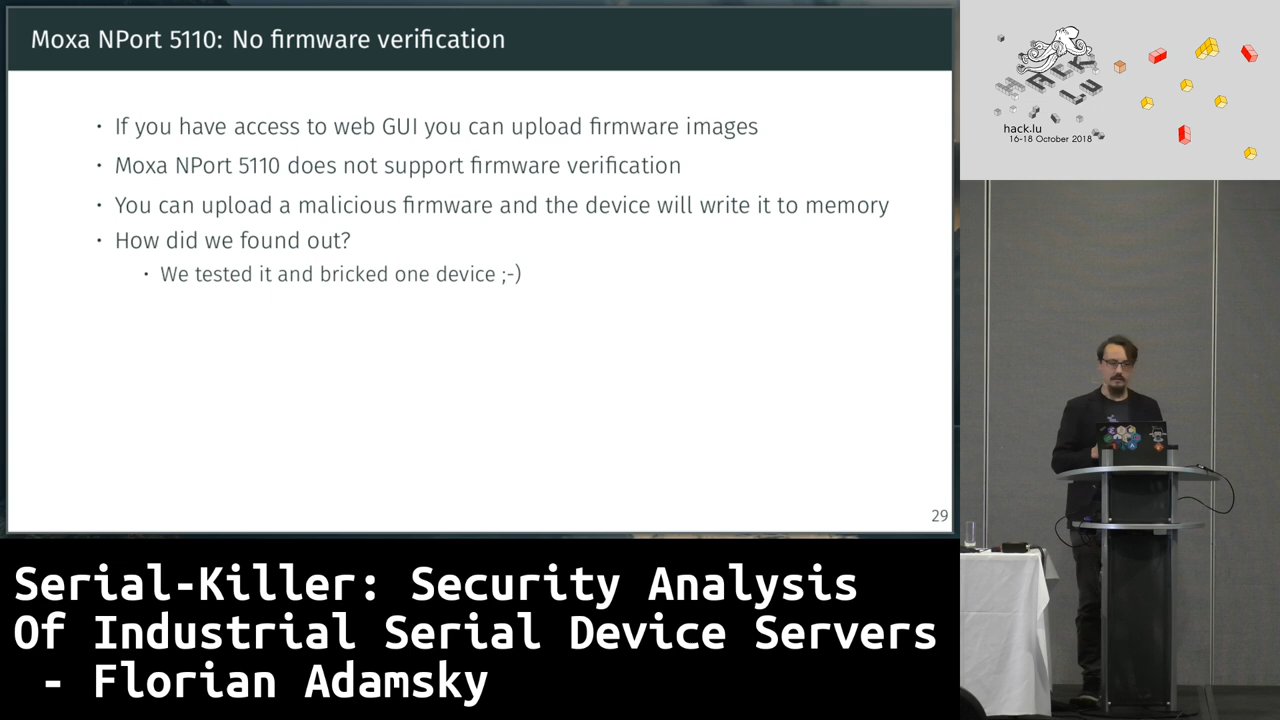 Moxa NPort 5110: No firmware verification
• If you have access to web GUI you can upload firmware images
• Moxa NPort 5110 does not support firmware verification
• You can upload a malicious firmware and the device will write it to memory
• How did we found out?
• We tested it and bricked one device ;-)
29
HACK
LU
hack.lu
16-18 October 2018
Serial-Killer: Security Analysis
Of Industrial Serial Device Servers
- Florian Adamsky